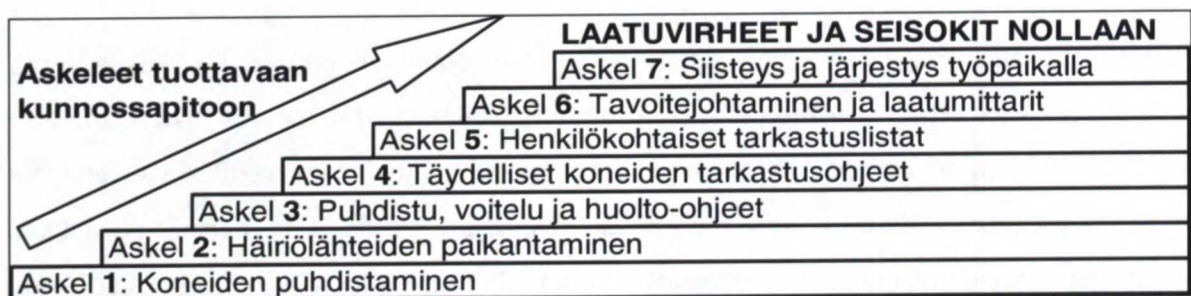 LAATUVIRHEET JA SEISOKIT NOLLAAN
Askeleet tuottavaan
kunnossapitoon
Askel 7: Siisteys ja järjestys työpaikalla
Askel 6: Tavoitejohtaminen ja laatumittarit
Askel 5: Henkilökohtaiset tarkastuslistat
Askel 4: Täydelliset koneiden tarkastusohjeet
Askel 3: Puhdistu, voitelu ja huolto-ohjeet
Askel 2: Häiriölähteiden paikantaminen
Askel 1: Koneiden puhdistaminen